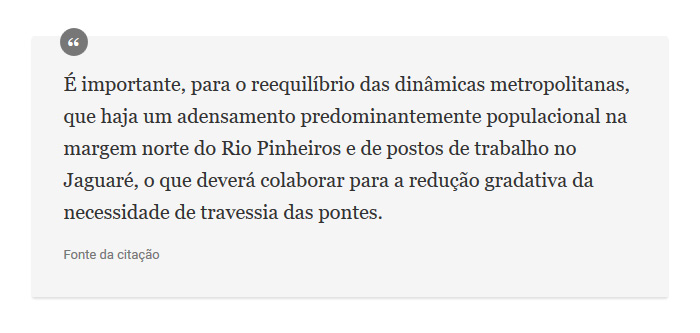 “
É importante, para o reequilíbrio das dinâmicas metropolitanas,
que haja um adensamento predominantemente populacional na
margem norte do Rio Pinheiros e de postos de trabalho no
Jaguaré, o que deverá colaborar para a redução gradativa da
necessidade de travessia das pontes.
Fonte da citação